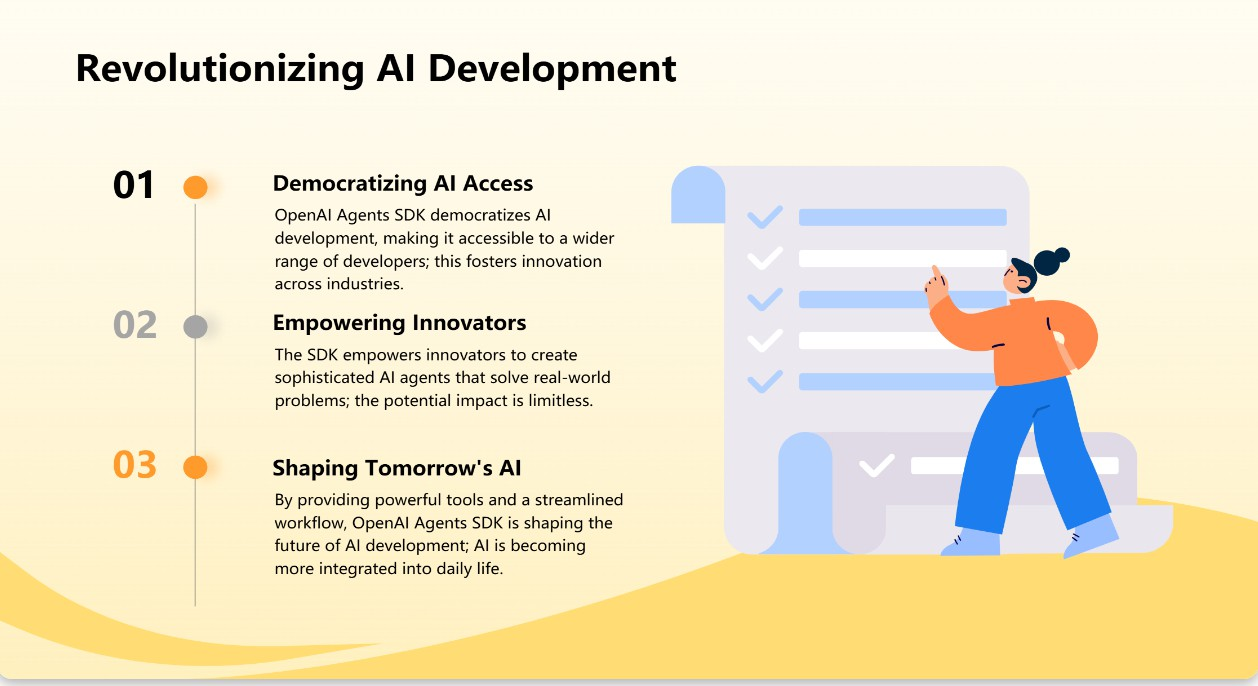 Revolutionizing AI Development
01
Democratizing AI Access
OpenAI Agents SDK democratizes AI
development, making it accessible to a wider
range of developers; this fosters innovation
across industries.
02
Empowering Innovators
The SDK empowers innovators to create
sophisticated AI agents that solve real-world
problems; the potential impact is limitless.
03
Shaping Tomorrow's AI
By providing powerful tools and a streamlined
workflow, OpenAI Agents SDK is shaping the
future of AI development; AI is becoming
more integrated into daily life.